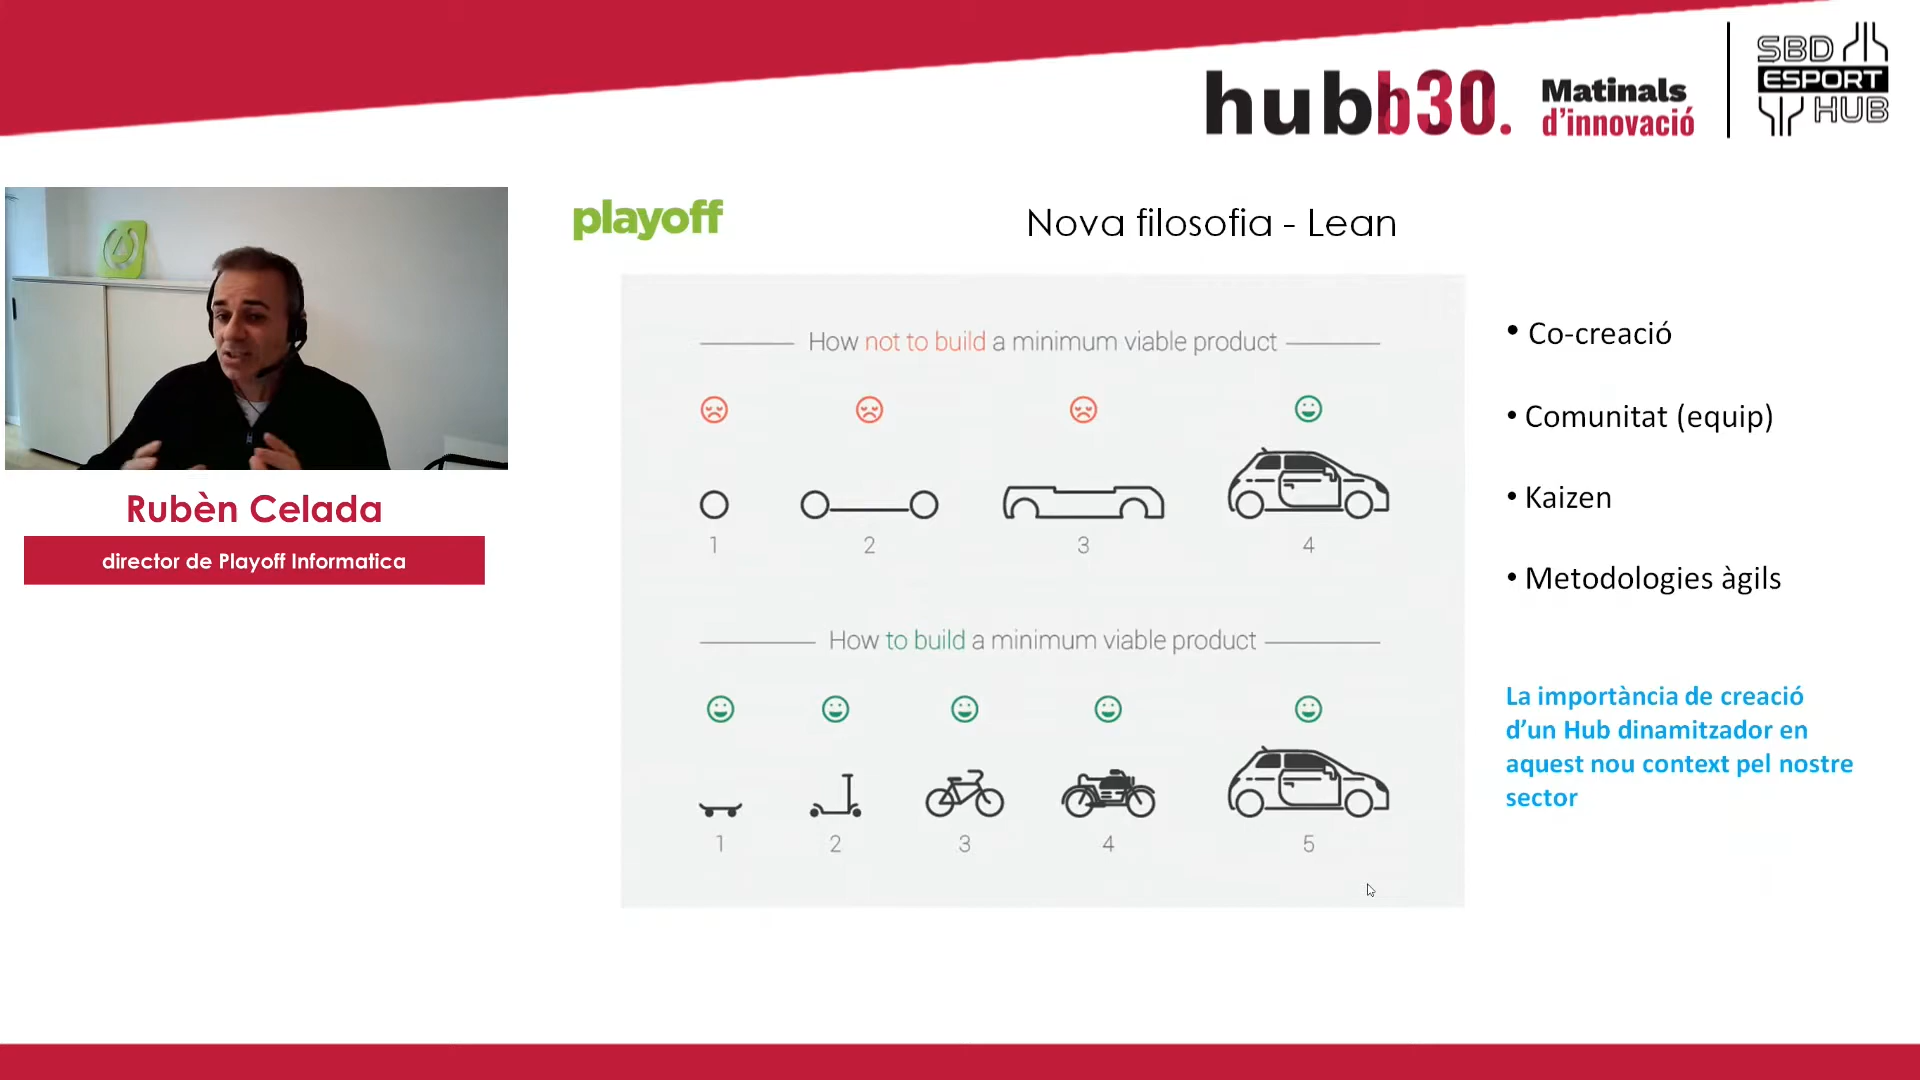 hubb30.
Matinals
d'innovació
SBD
ESPORT
HUB
playoff
Nova filosofia - Lean
Rubèn Celada
director de Playoff Informatica
How not to build a minimum viable product
1 2 3 4
How to build a minimum viable product
1 2 3 4 5
• Co-creació
• Comunitat (equip)
• Kaizen
• Metodologies àgils
La importància de creació
d’un Hub dinamitzador en
aquest nou context pel nostre
sector